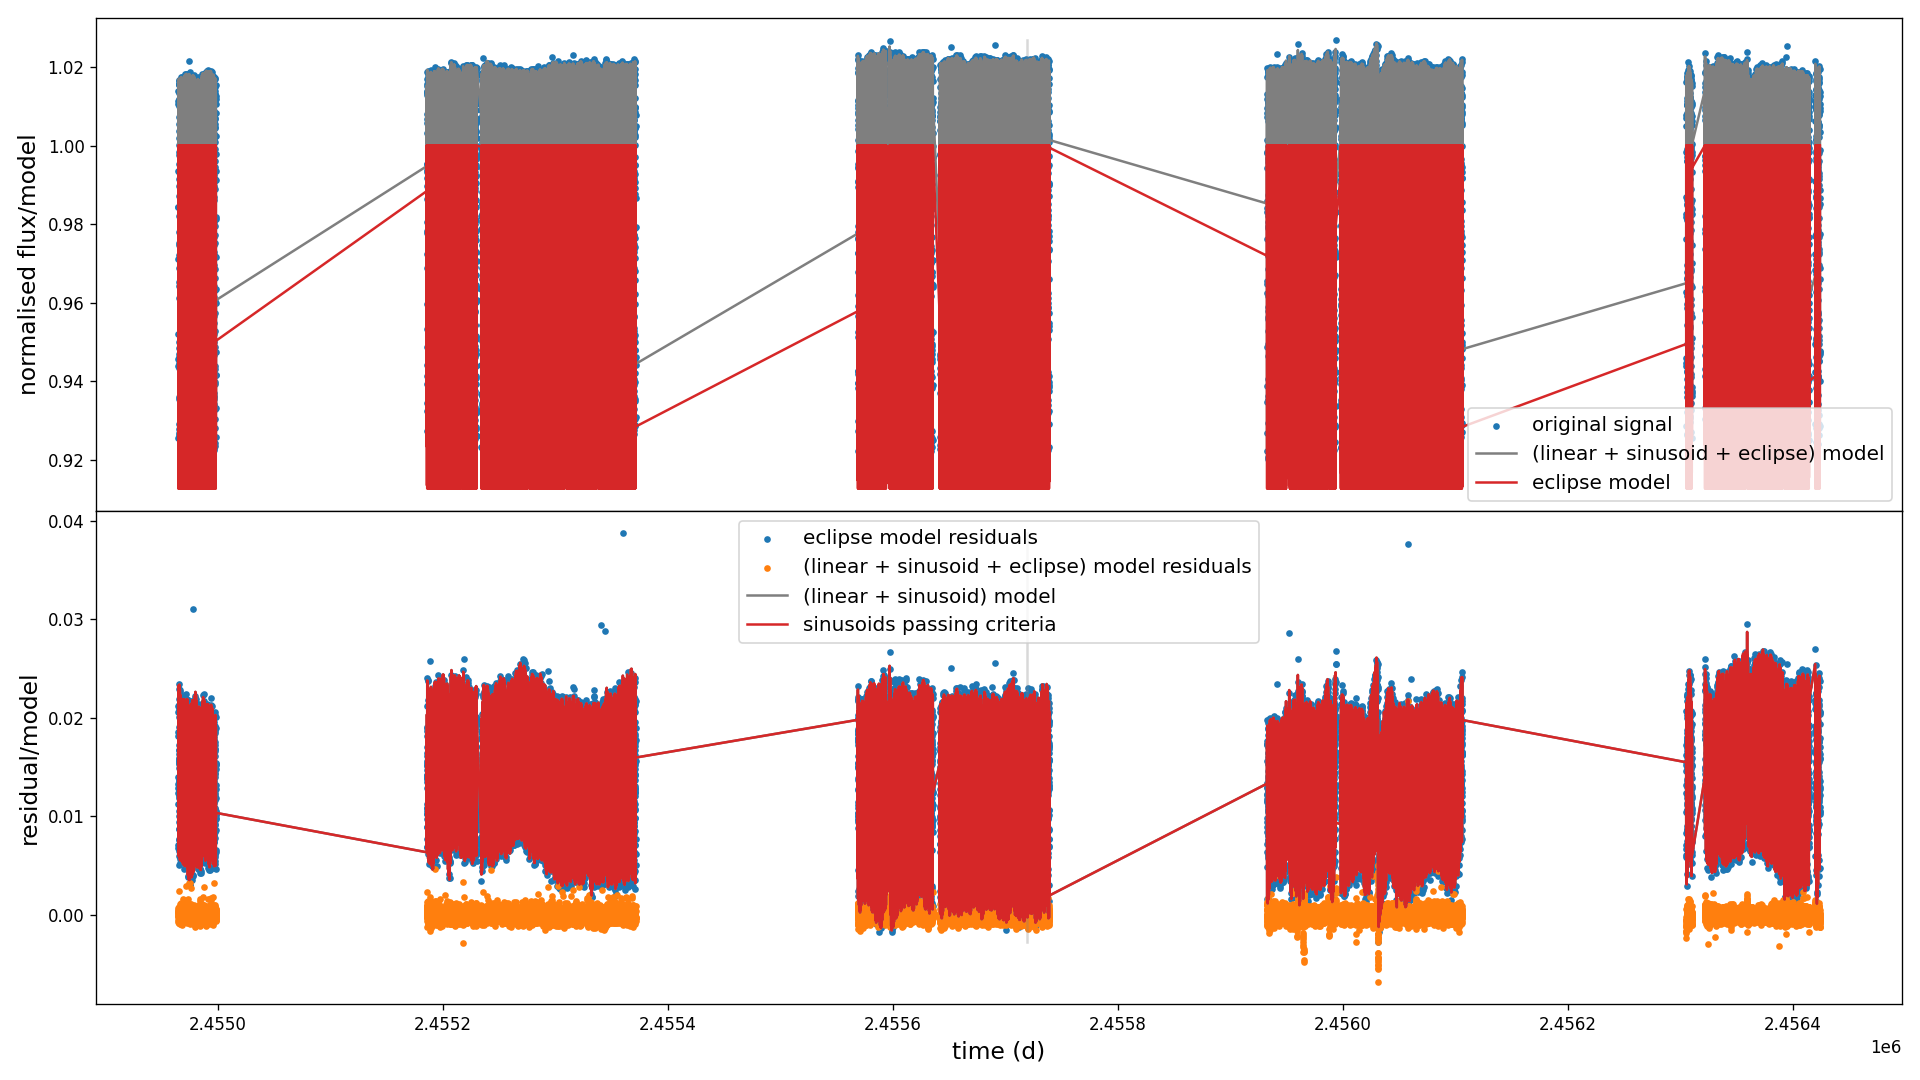 1.02
1.00
0.98
0.96
0.94
0.92
normalised flux/model
original signal
(linear + sinusoid + eclipse) model
eclipse model
0.04
0.03
0.02
0.01
0.00
residual/model
eclipse model residuals
(linear + sinusoid + eclipse) model residuals
(linear + sinusoid) model
sinusoids passing criteria
2.4550
2.4552
2.4554
2.4556
2.4558
2.4560
2.4562
2.4564
1e6
time (d)